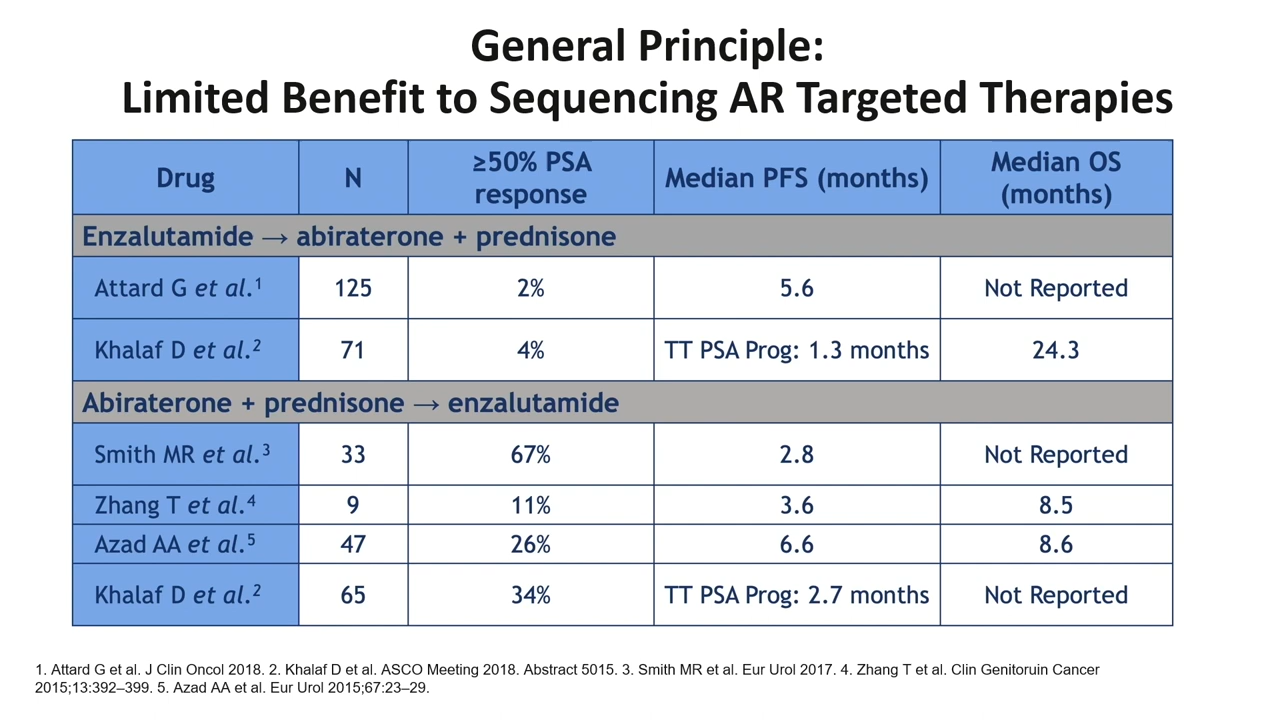 General Principle:
Limited Benefit to Sequencing AR Targeted Therapies
Drug N ≥50% PSA response Median PFS (months) Median OS (months)
Enzalutamide → abiraterone + prednisone
Attard G et al.1 125 2% 5.6 Not Reported
Khalaf D et al.2 71 4% TT PSA Prog: 1.3 months 24.3
Abiraterone + prednisone → enzalutamide
Smith MR et al.3 33 67% 2.8 Not Reported
Zhang T et al.4 9 11% 3.6 8.5
Azad AA et al.5 47 26% 6.6 8.6
Khalaf D et al.2 65 34% TT PSA Prog: 2.7 months Not Reported
1. Attard G et al. J Clin Oncol 2018. 2. Khalaf D et al. ASCO Meeting 2018. Abstract 5015. 3. Smith MR et al. Eur Urol 2017. 4. Zhang T et al. Clin Genitoruin Cancer
2015;13:392–399. 5. Azad AA et al. Eur Urol 2015;67:23–29.